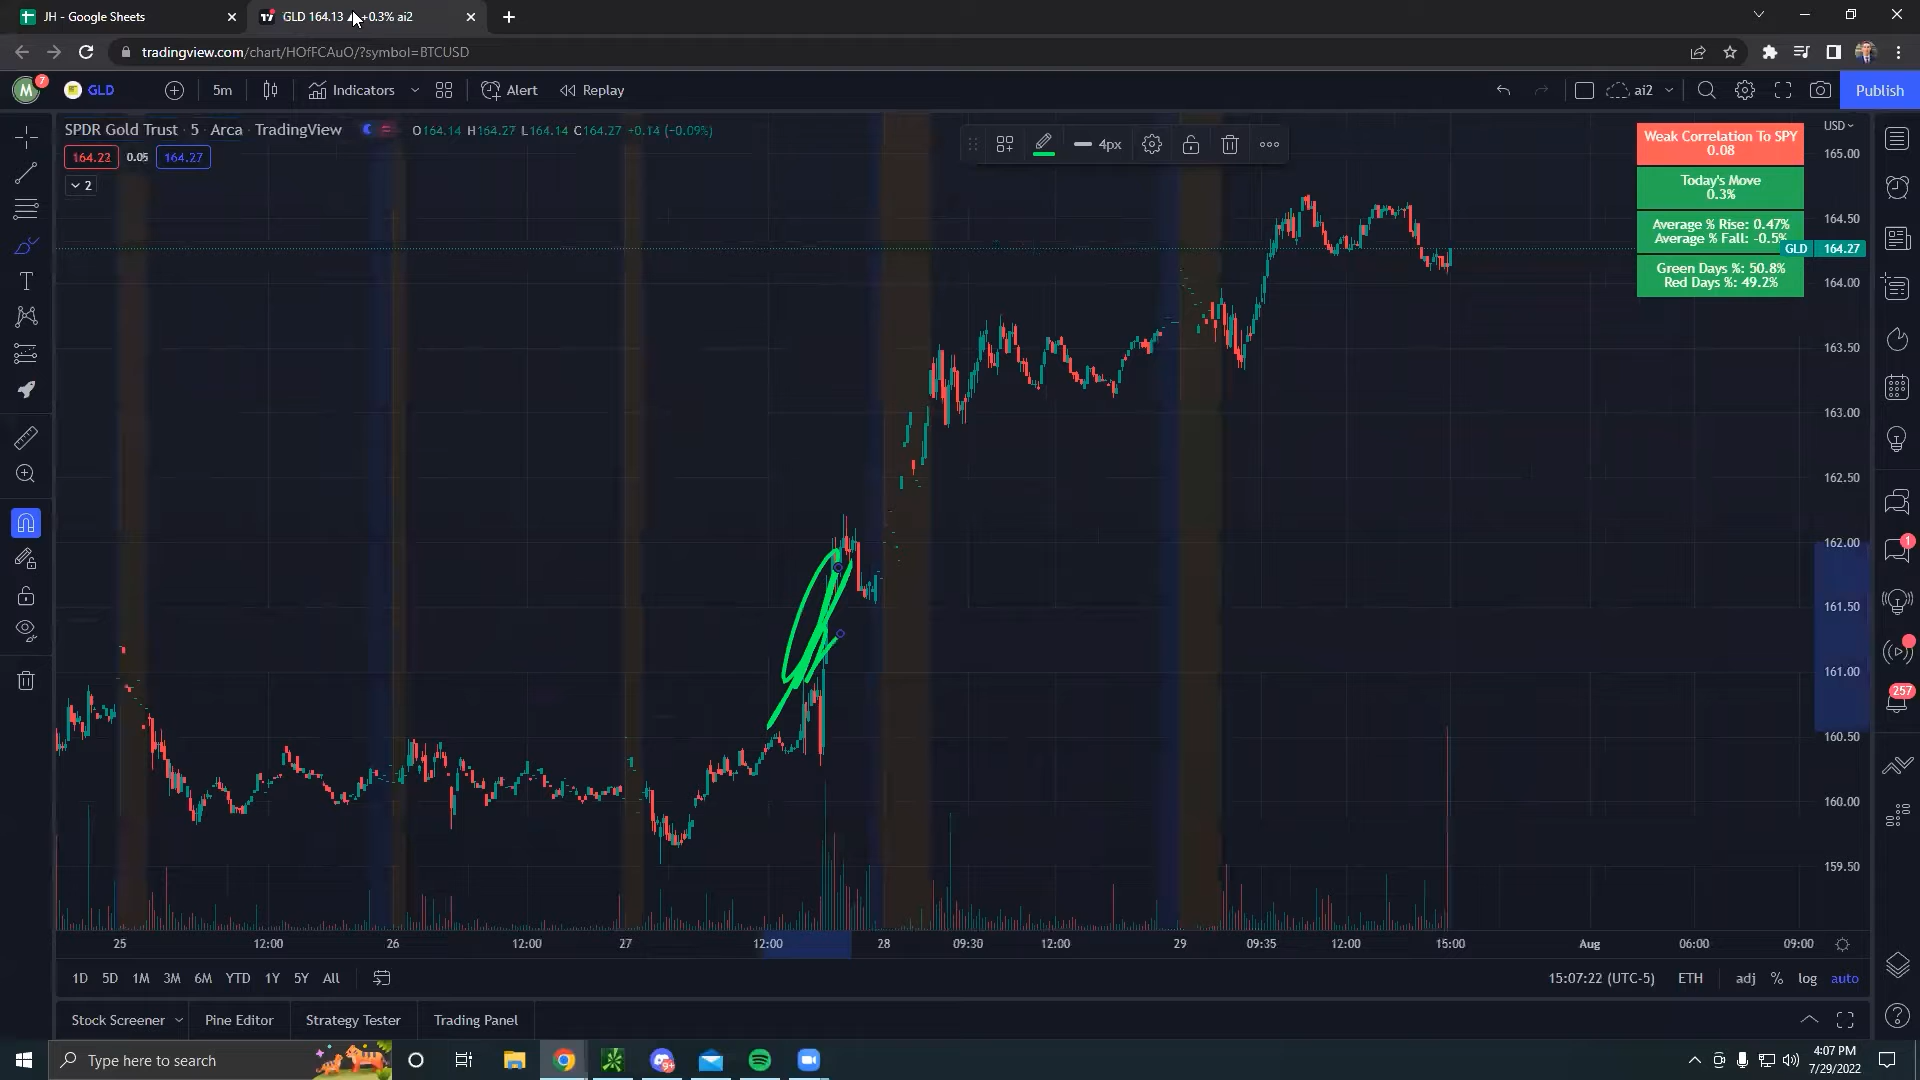 JH - Google Sheets
GLD 164.13 ▲ +0.3% ai2
tradingview.com/chart/HOfFCAuO/?symbol=BTCUSD
M
7
GLD
5m
Indicators
Alert
Replay
ai2
Publish
SPDR Gold Trust · 5 · Arca · TradingView
O164.14 H164.27 L164.14 C164.27 +0.14 (−0.09%)
164.22
0.05
164.27
2
4px
Weak Correlation To SPY
0.08
Today's Move
0.3%
Average % Rise: 0.47%
Average % Fall: -0.5%
Green Days %: 50.8%
Red Days %: 49.2%
USD
165.00
164.50
GLD
164.27
164.00
163.50
163.00
162.50
162.00
161.50
161.00
160.50
160.00
159.50
1
257
25
12:00
26
12:00
27
12:00
28
09:30
12:00
29
09:35
12:00
15:00
Aug
06:00
09:00
1D
5D
1M
3M
6M
YTD
1Y
5Y
All
15:07:22 (UTC-5)
ETH
adj
%
log
auto
Stock Screener
Pine Editor
Strategy Tester
Trading Panel
Type here to search
9+
4:07 PM
7/29/2022